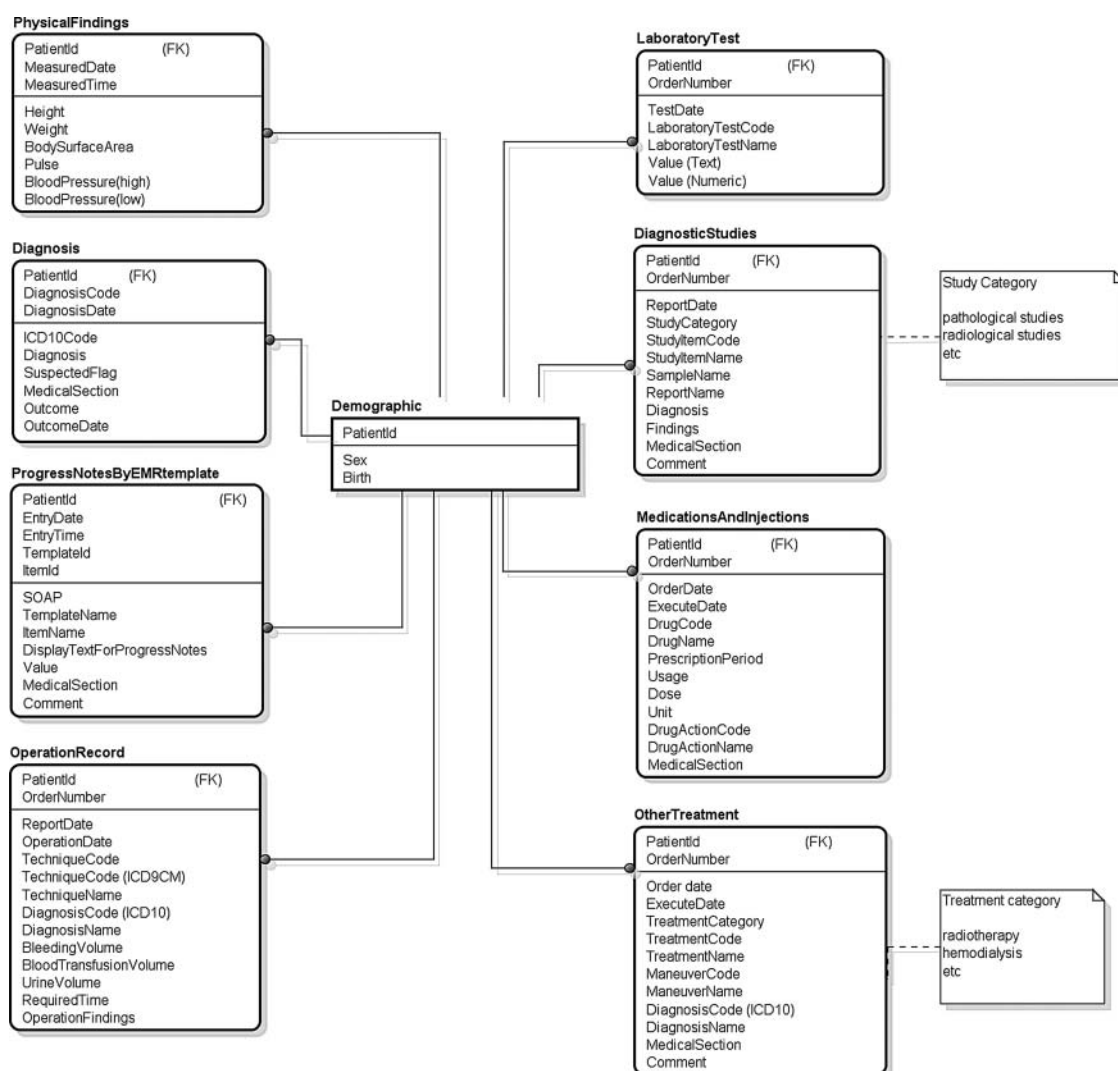 PhysicalFindings
PatientId (FK)
MeasuredDate
MeasuredTime
Height
Weight
BodySurfaceArea
Pulse
BloodPressure(high)
BloodPressure(low)
Diagnosis
PatientId (FK)
DiagnosisCode
DiagnosisDate
ICD10Code
Diagnosis
SuspectedFlag
MedicalSection
Outcome
OutcomeDate
ProgressNotesByEMRtemplate
PatientId (FK)
EntryDate
EntryTime
TemplateId
ItemId
SOAP
TemplateName
ItemName
DisplayTextForProgressNotes
Value
MedicalSection
Comment
OperationRecord
PatientId (FK)
OrderNumber
ReportDate
OperationDate
TechniqueCode
TechniqueCode (ICD9CM)
TechniqueName
DiagnosisCode (ICD10)
DiagnosisName
BleedingVolume
BloodTransfusionVolume
UrineVolume
RequiredTime
OperationFindings
Demographic
PatientId
Sex
Birth
LaboratoryTest
PatientId (FK)
OrderNumber
TestDate
LaboratoryTestCode
LaboratoryTestName
Value (Text)
Value (Numeric)
DiagnosticStudies
PatientId (FK)
OrderNumber
ReportDate
StudyCategory
StudyItemCode
StudyItemName
SampleName
ReportName
Diagnosis
Findings
MedicalSection
Comment
Study Category
pathological studies
radiological studies
etc
MedicationsAndInjections
PatientId (FK)
OrderNumber
OrderDate
ExecuteDate
DrugCode
DrugName
PrescriptionPeriod
Usage
Dose
Unit
DrugActionCode
DrugActionName
MedicalSection
OtherTreatment
PatientId (FK)
OrderNumber
Order date
ExecuteDate
TreatmentCategory
TreatmentCode
TreatmentName
ManeuverCode
ManeuverName
DiagnosisCode (ICD10)
DiagnosisName
MedicalSection
Comment
Treatment category
radiotherapy
hemodialysis
etc